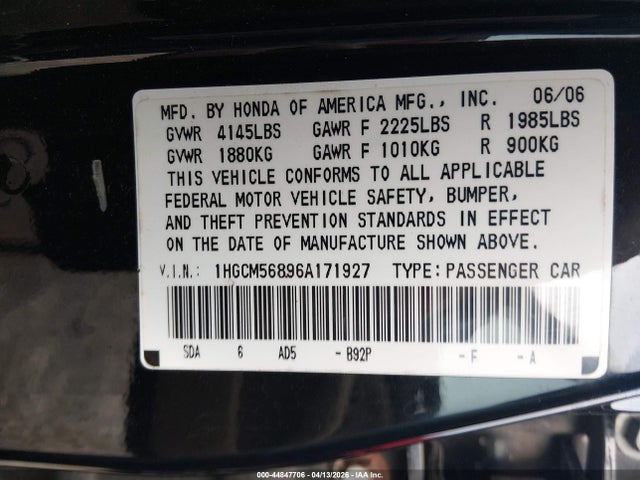 MFD. BY HONDA OF AMERICA MFG., INC. 06/06
GVWR 4145LBS GAWR F 2225LBS R 1985LBS
GVWR 1880KG GAWR F 1010KG R 900KG
THIS VEHICLE CONFORMS TO ALL APPLICABLE
FEDERAL MOTOR VEHICLE SAFETY, BUMPER,
AND THEFT PREVENTION STANDARDS IN EFFECT
ON THE DATE OF MANUFACTURE SHOWN ABOVE.
V.I.N.: 1HGCM56896A171927 TYPE: PASSENGER CAR
SDA 6 AD5 - B92P - F - A
000-44847706 - 04/13/2026 - IAA, Inc.